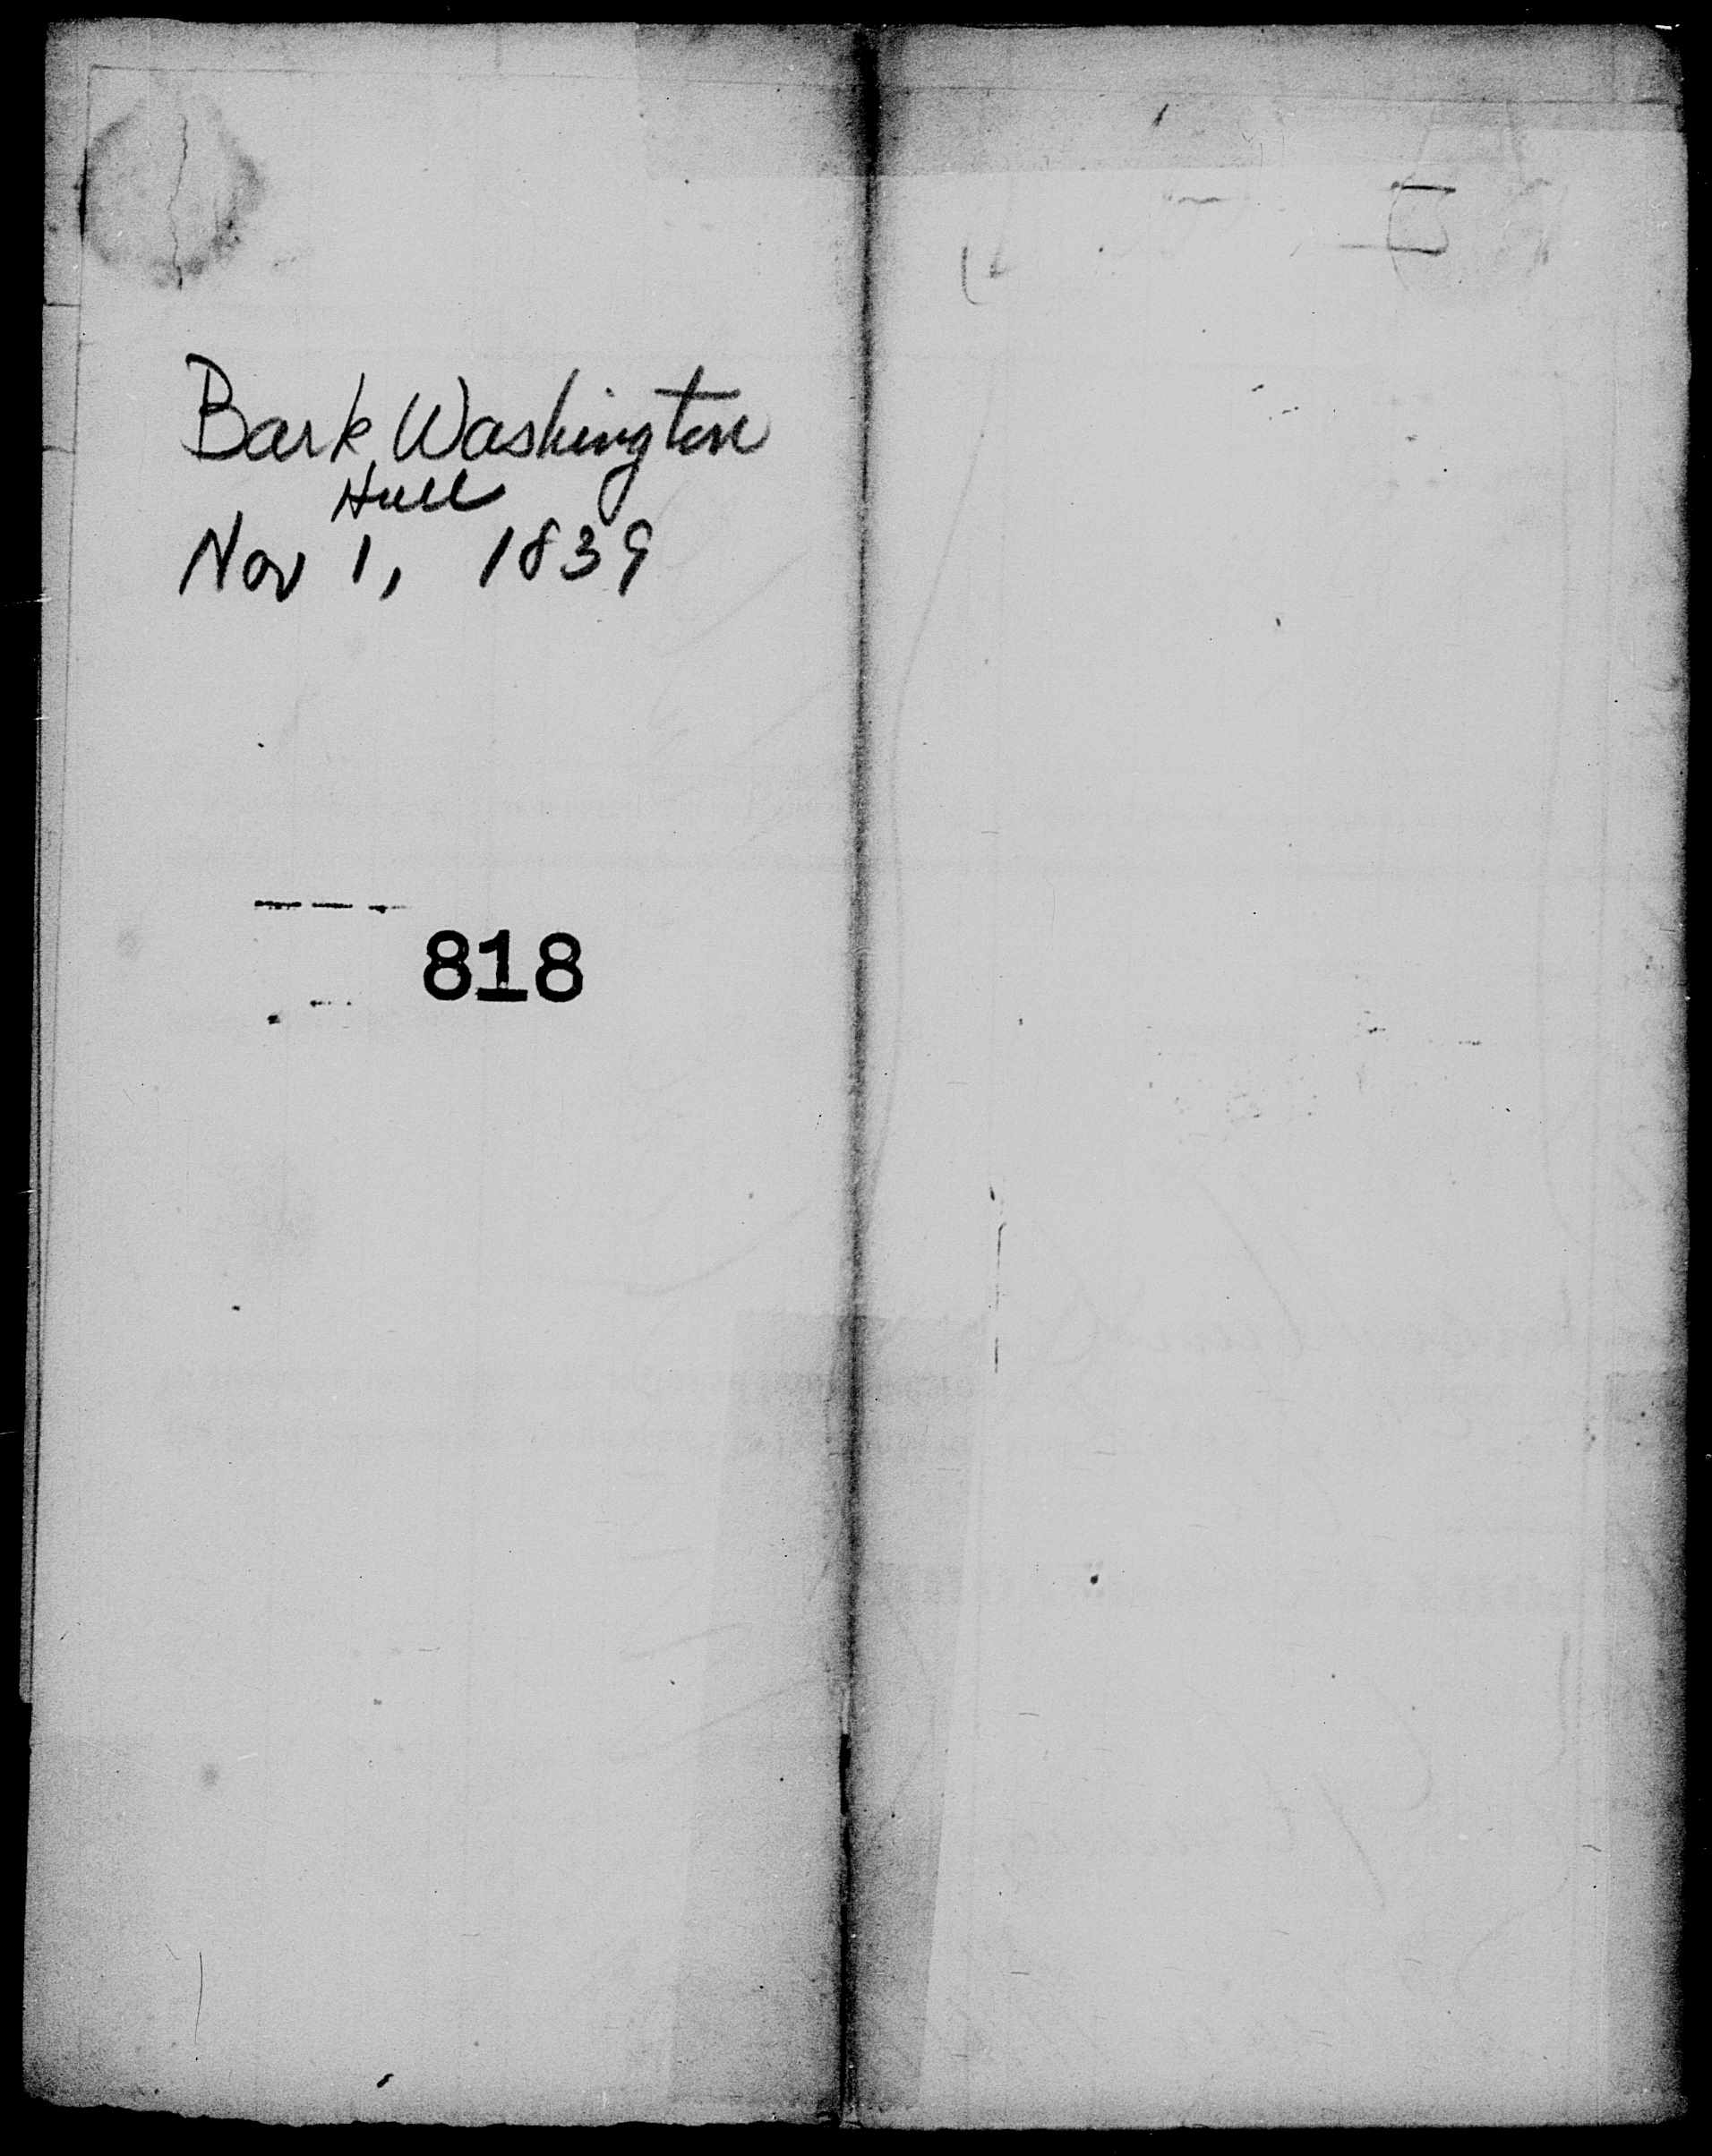 Bark Washington
Hull
Nov 1, 1839
818